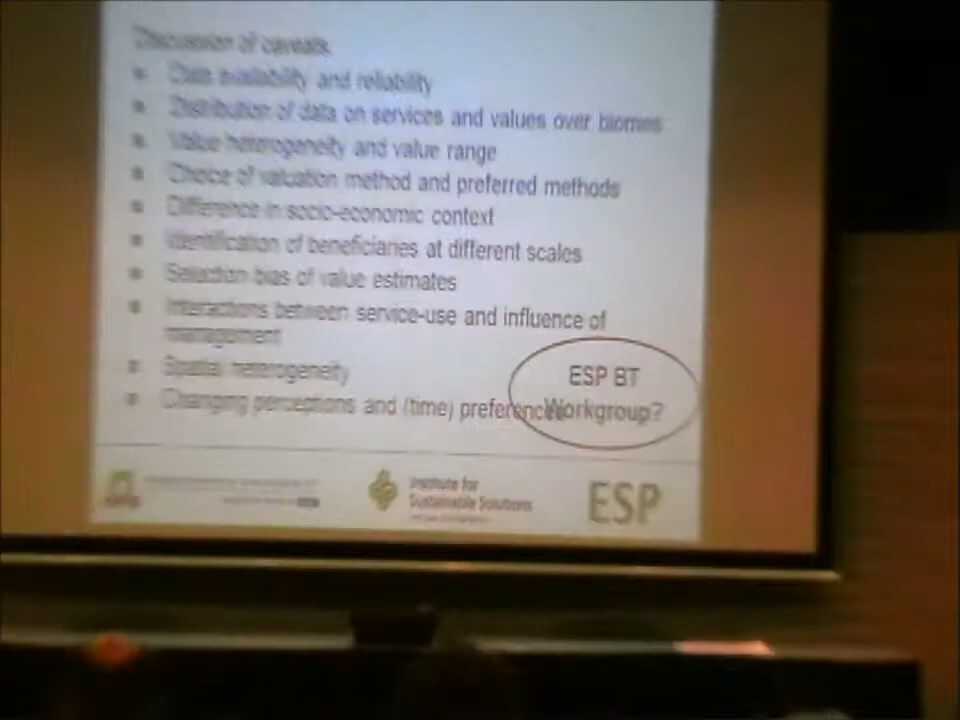 Discussion of caveats
Data availability and reliability
Distribution of data on services and values over biomes
Value heterogeneity and value range
Choice of valuation method and preferred methods
Difference in socio-economic context
Identification of beneficiaries at different scales
Selection bias of value estimates
Interactions between service-use and influence of
management
Spatial heterogeneity
Changing perceptions and (time) preferences
ESP BT
Workgroup?
Institute for
Sustainable Solutions
ESP